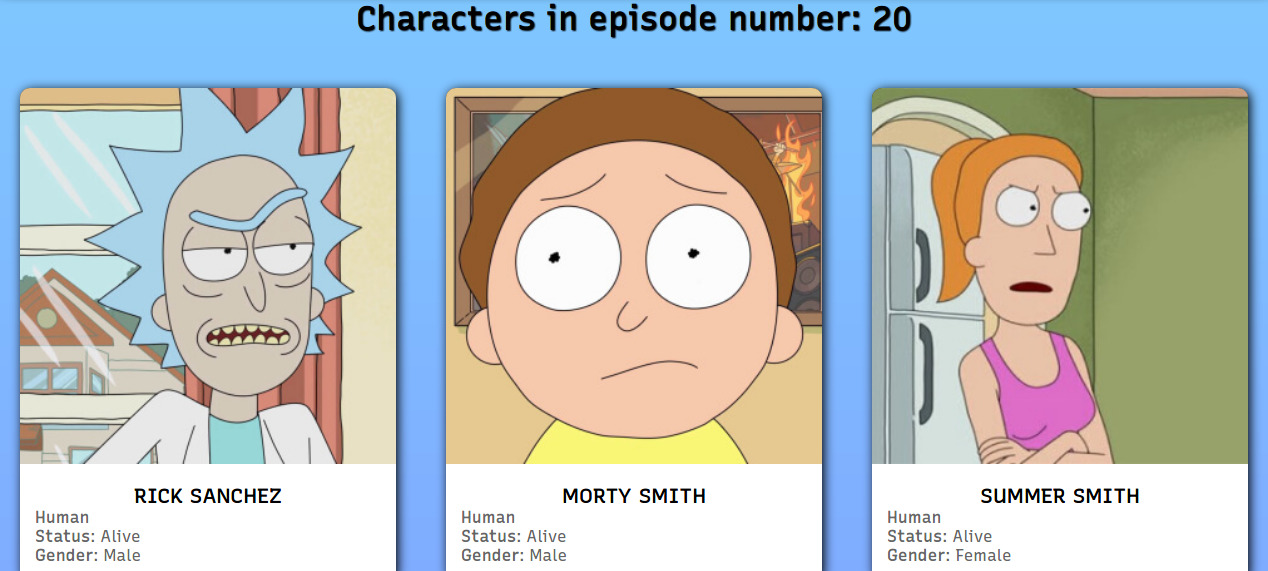 Characters in episode number: 20
RICK SANCHEZ
Human
Status: Alive
Gender: Male
MORTY SMITH
Human
Status: Alive
Gender: Male
SUMMER SMITH
Human
Status: Alive
Gender: Female